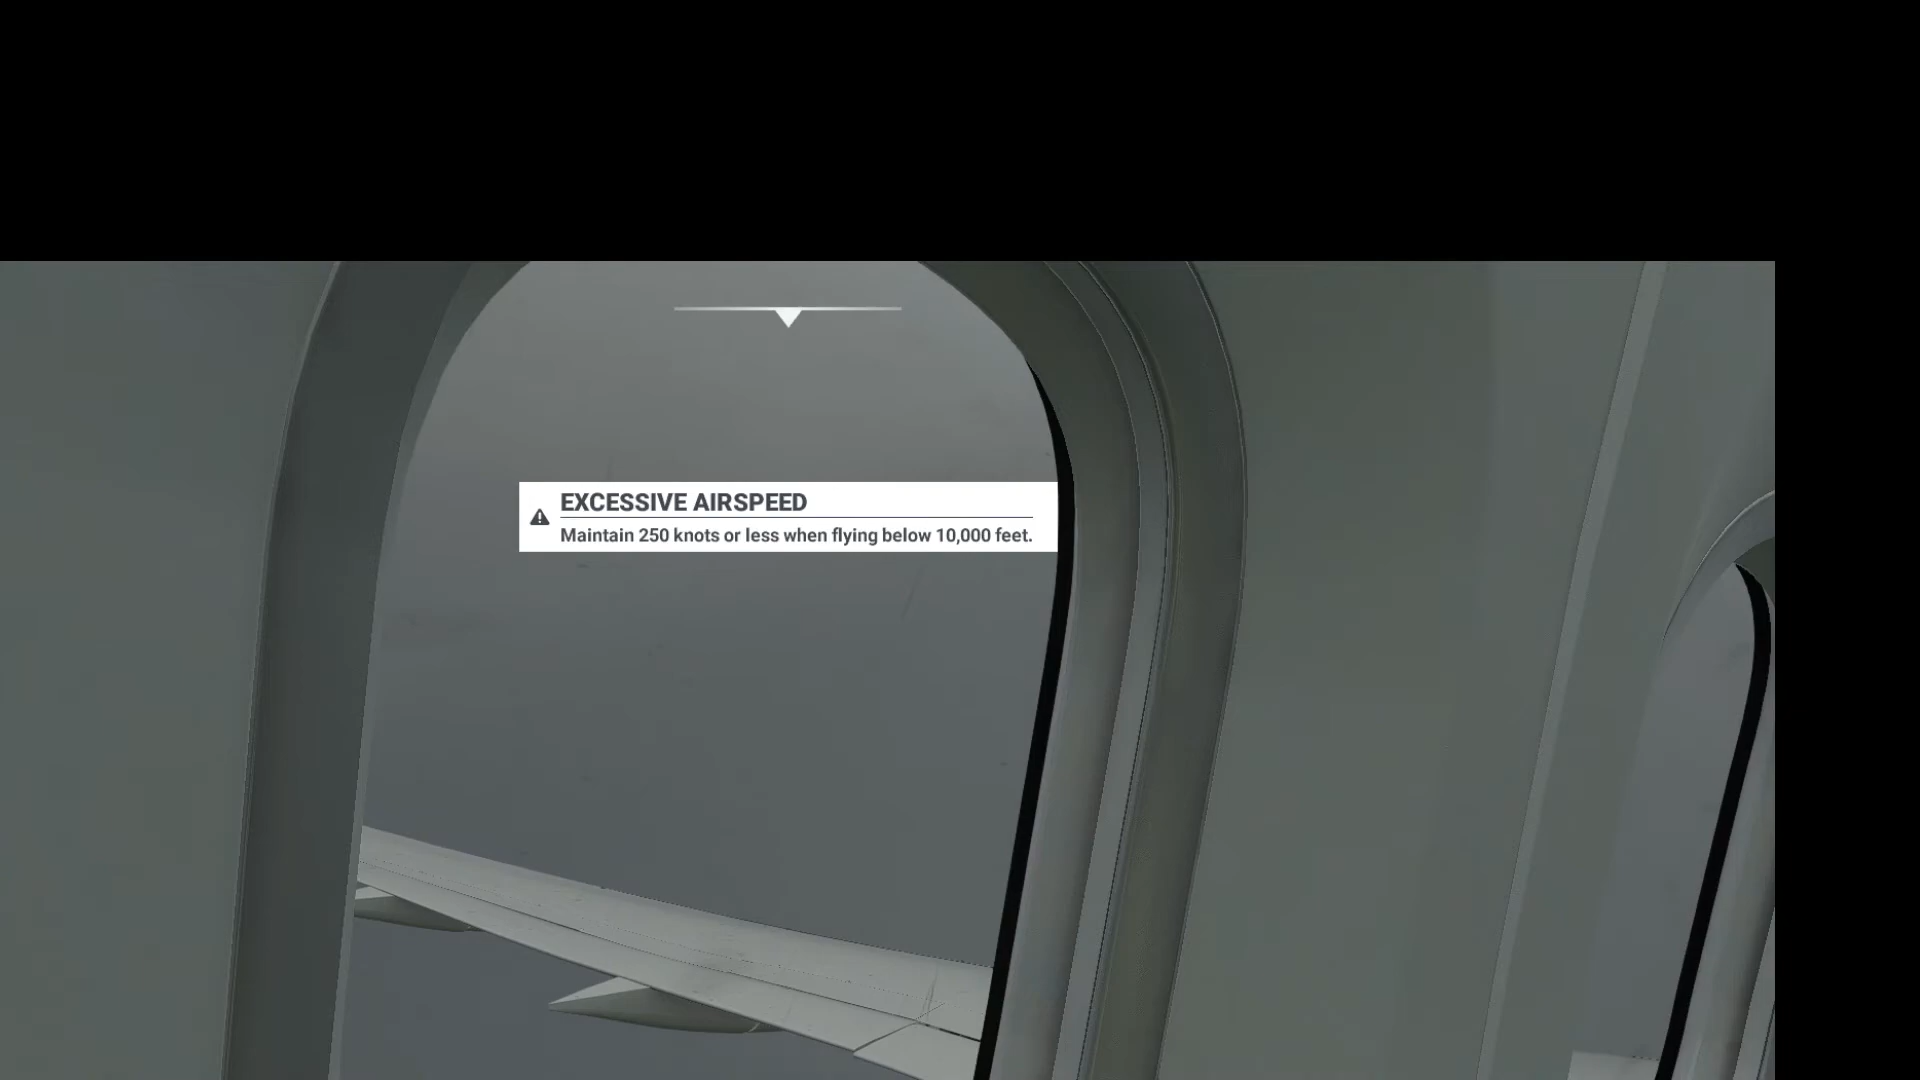 EXCESSIVE AIRSPEED
Maintain 250 knots or less when flying below 10,000 feet.